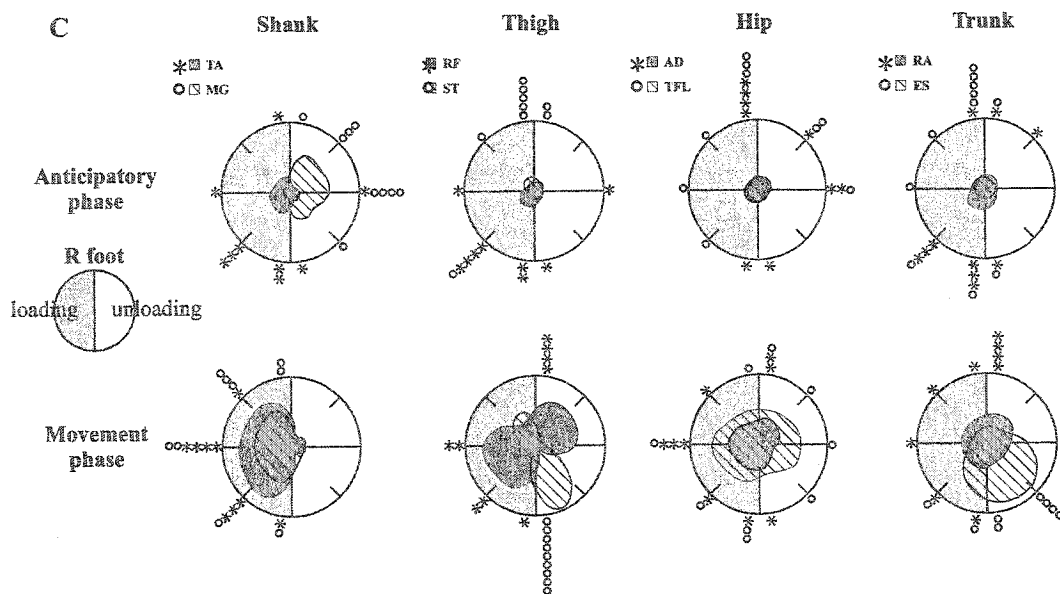 C
Shank
Thigh
Hip
Trunk
TA
MG
RF
ST
AD
TFL
RA
ES
Anticipatory
phase
R foot
loading
unloading
Movement
phase